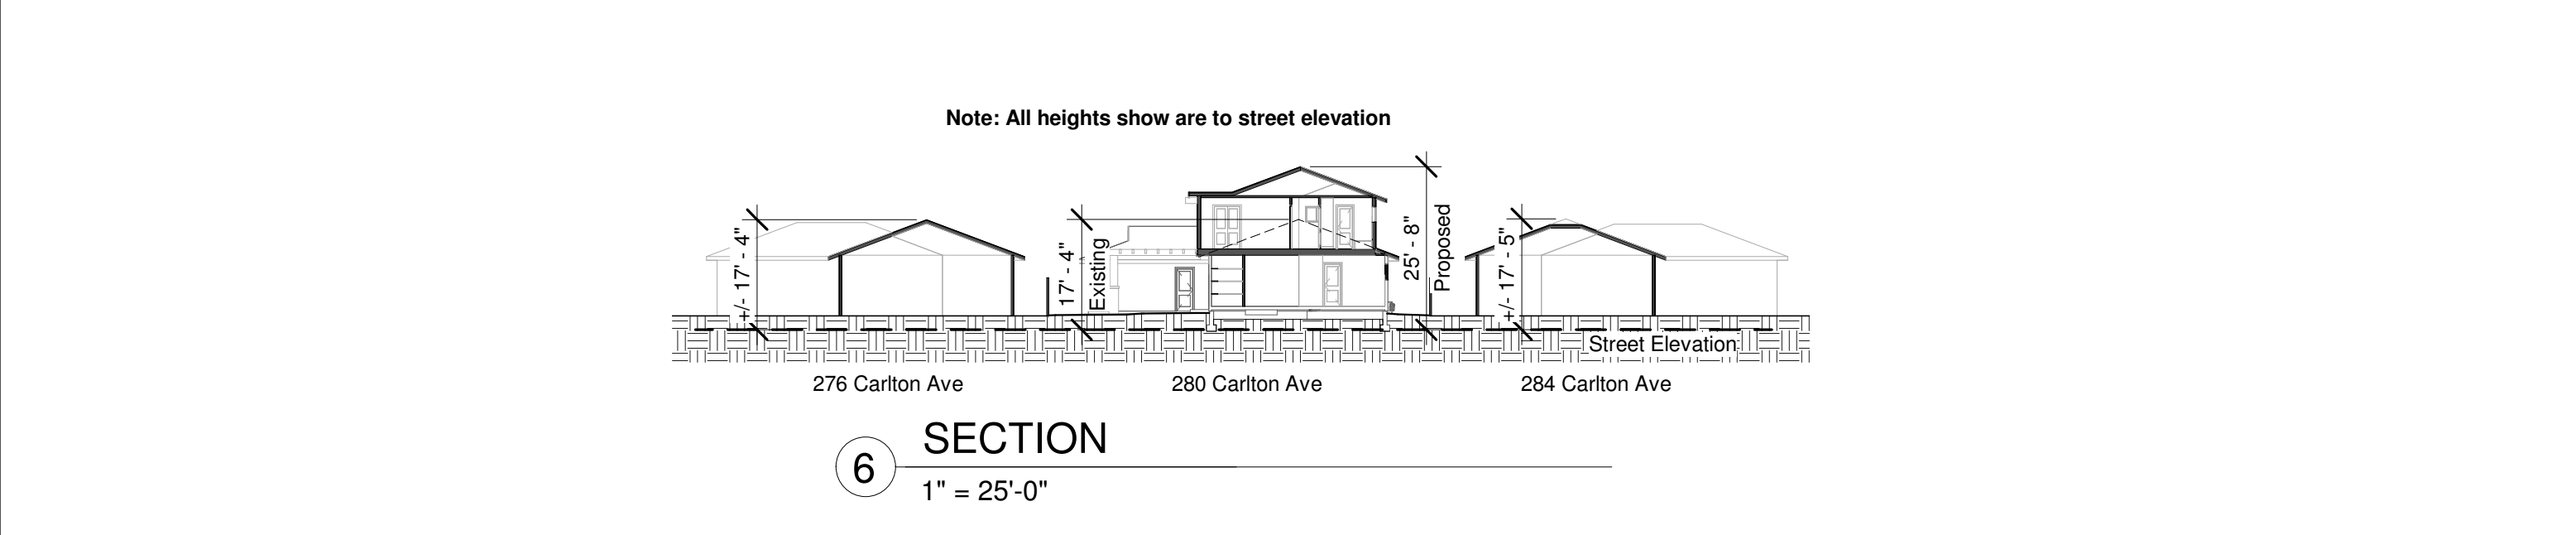 Note: All heights show are to street elevation
+/- 17' - 4"
17' - 4"
Existing
25' - 8"
Proposed
+/- 17' - 5"
Street Elevation
276 Carlton Ave
280 Carlton Ave
284 Carlton Ave
6
SECTION
1" = 25'-0"